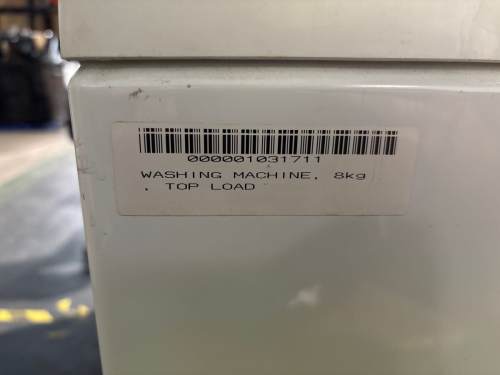 000001031711
WASHING MACHINE, 8kg
, TOP LOAD